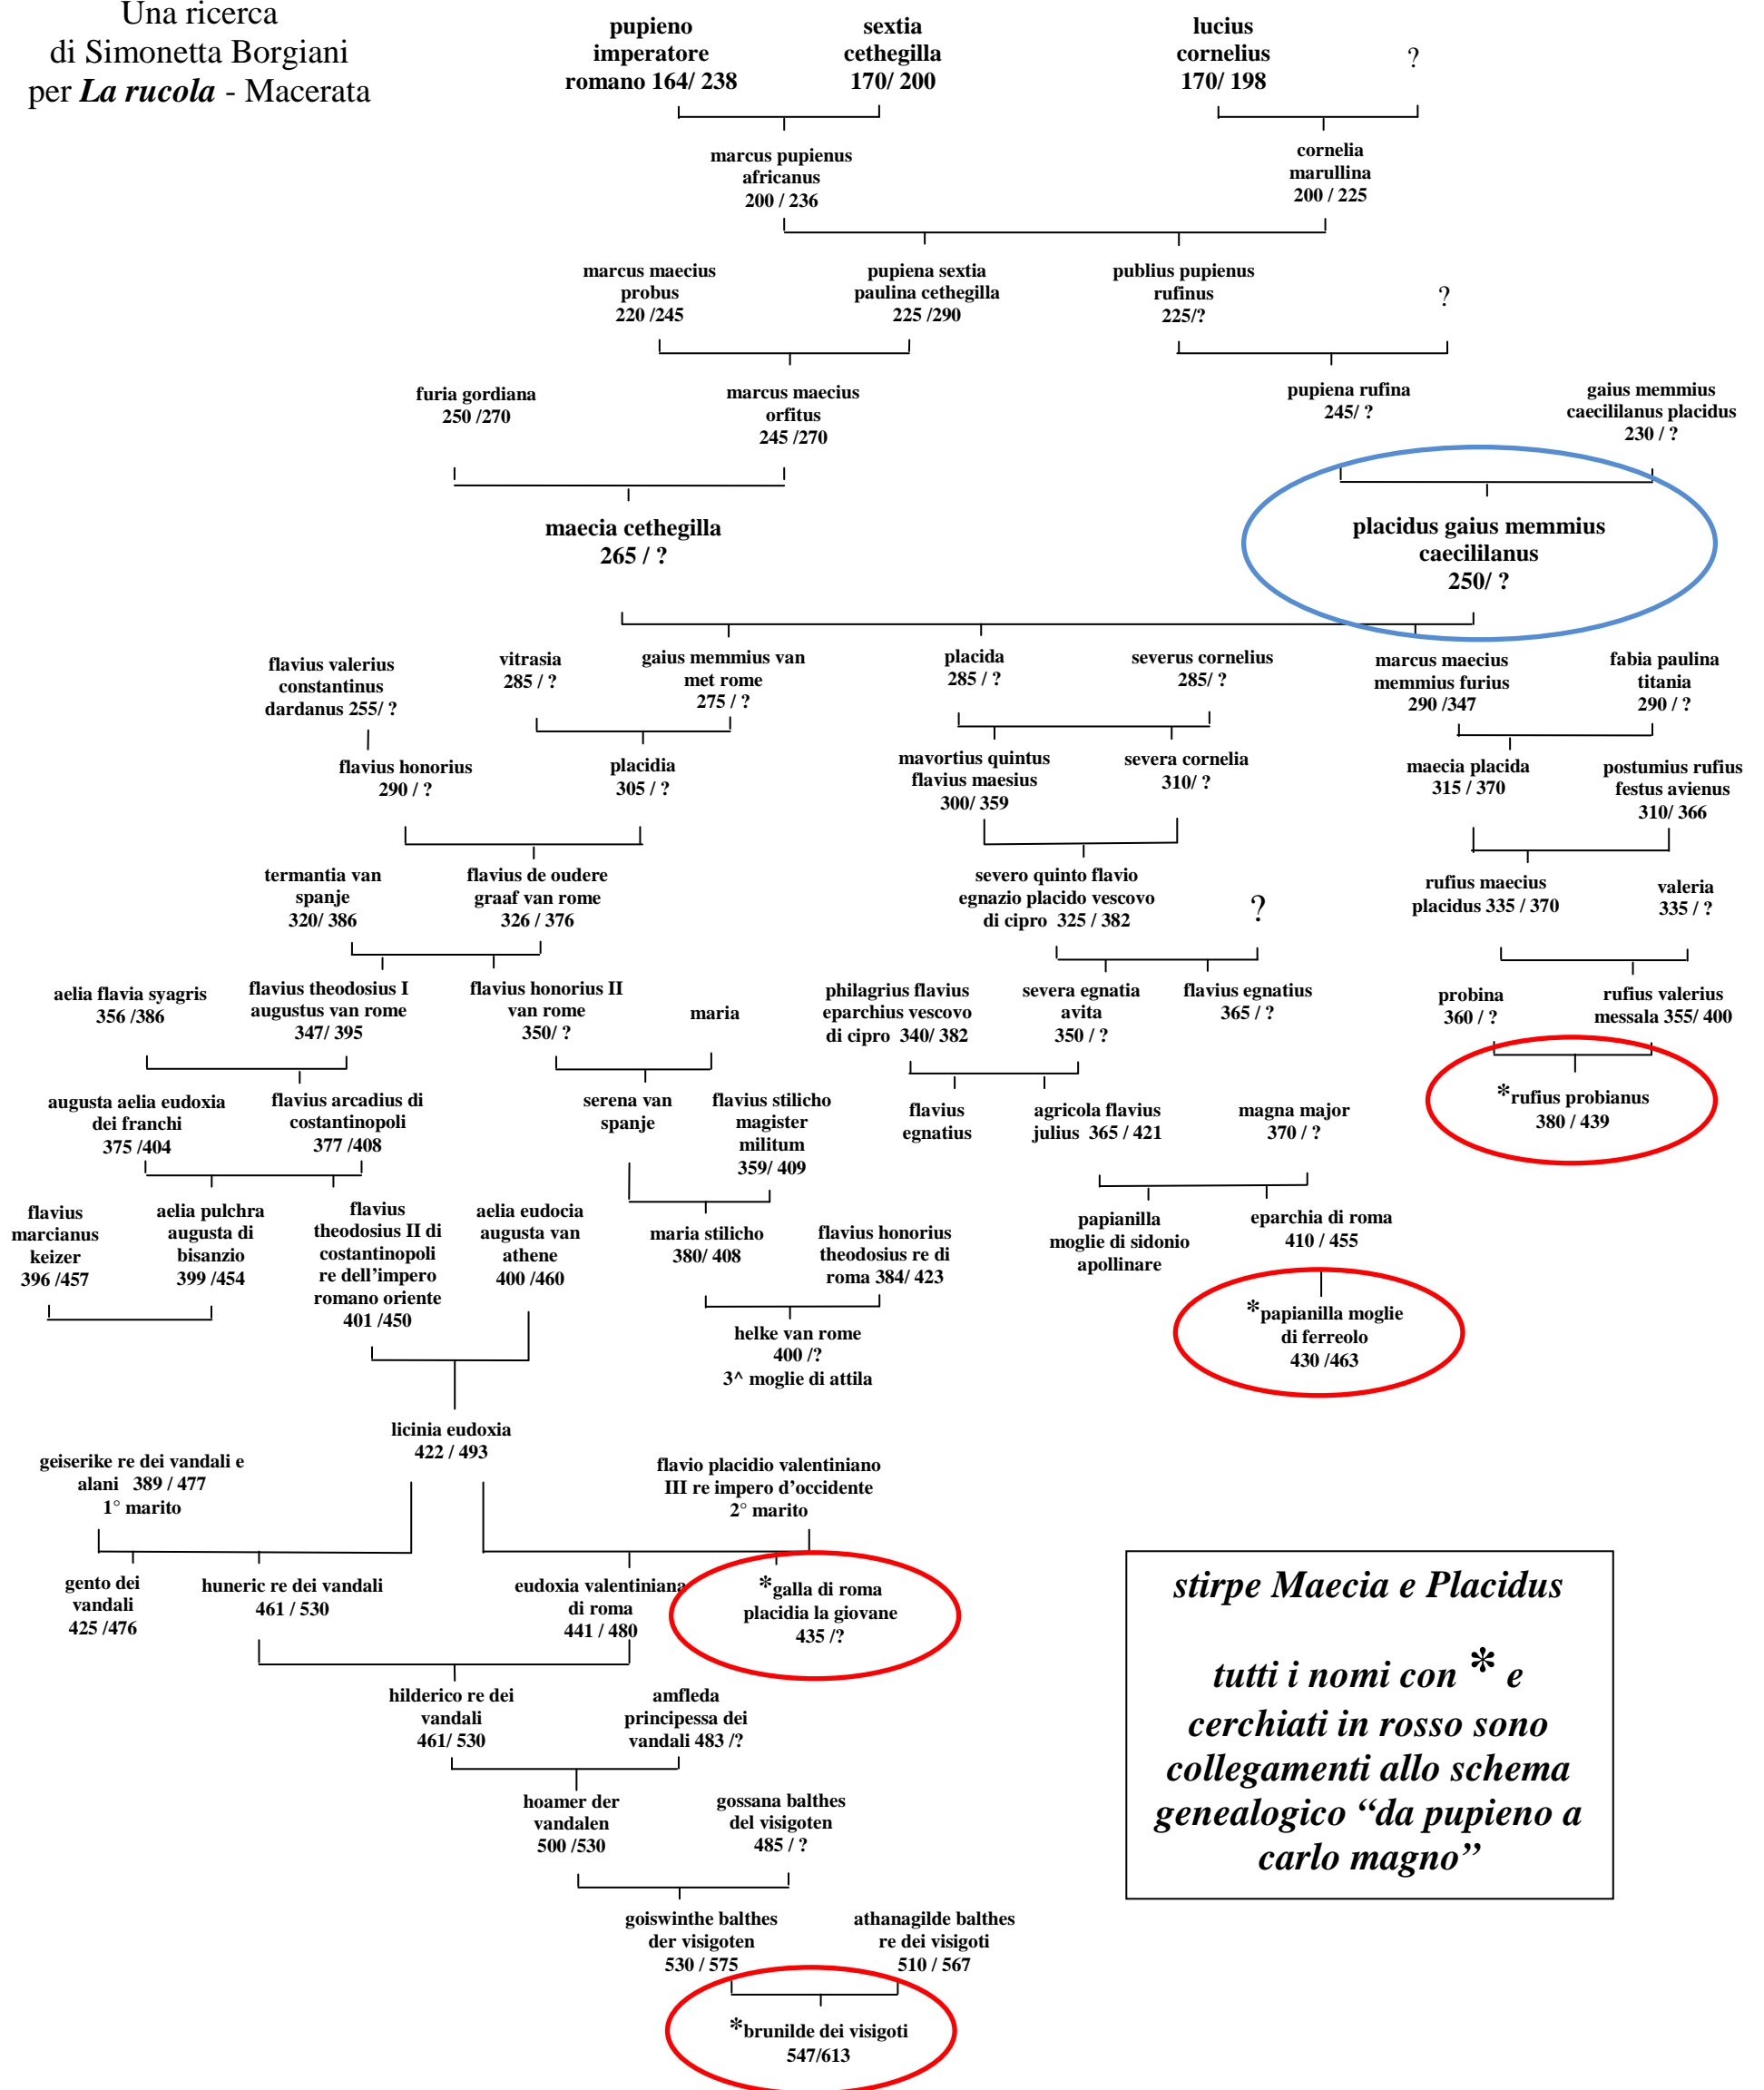 Una ricerca
di Simonetta Borgiani
per La rucola - Macerata
pupieno
imperatore
romano 164/ 238
sextia
cethegilla
170/ 200
lucius
cornelius
170/ 198
?
marcus pupienus
africanus
200 / 236
cornelia
marullina
200 / 225
marcus maecius
probus
220 /245
pupiena sextia
paulina cethegilla
225 /290
publius pupienus
rufinus
225/?
?
furia gordiana
250 /270
marcus maecius
orfitus
245 /270
pupiena rufina
245/ ?
gaius memmius
caecililanus placidus
230 / ?
maecia cethegilla
265 / ?
placidus gaius memmius
caecililanus
250/ ?
flavius valerius
constantinus
dardanus 255/ ?
vitrasia
285 / ?
gaius memmius van
met rome
275 / ?
placida
285 / ?
severus cornelius
285/ ?
marcus maecius
memmius furius
290 /347
fabia paulina
titania
290 / ?
flavius honorius
290 / ?
placidia
305 / ?
mavortius quintus
flavius maesius
300/ 359
severa cornelia
310/ ?
maecia placida
315 / 370
postumius rufius
festus avienus
310/ 366
termantia van
spanje
320/ 386
flavius de oudere
graaf van rome
326 / 376
severo quinto flavio
egnazio placido vescovo
di cipro 325 / 382
?
rufius maecius
placidus 335 / 370
valeria
335 / ?
aelia flavia syagris
356 /386
flavius theodosius I
augustus van rome
347/ 395
flavius honorius II
van rome
350/ ?
maria
philagrius flavius
eparchius vescovo
di cipro 340/ 382
severa egnatia
avita
350 / ?
flavius egnatius
365 / ?
probina
360 / ?
rufius valerius
messala 355/ 400
augusta aelia eudoxia
dei franchi
375 /404
flavius arcadius di
costantinopoli
377 /408
serena van
spanje
flavius stilicho
magister
militum
359/ 409
flavius
egnatius
agricola flavius
julius 365 / 421
magna major
370 / ?
*rufius probianus
380 / 439
flavius
marcianus
keizer
396 /457
aelia pulchra
augusta di
bisanzio
399 /454
flavius
theodosius II di
costantinopoli
re dell’impero
romano oriente
401 /450
aelia eudocia
augusta van
athene
400 /460
maria stilicho
380/ 408
flavius honorius
theodosius re di
roma 384/ 423
papianilla
moglie di sidonio
apollinare
eparchia di roma
410 / 455
helke van rome
400 /?
3^ moglie di attila
*papianilla moglie
di ferreolo
430 /463
licinia eudoxia
422 / 493
geiserike re dei vandali e
alani 389 / 477
1° marito
flavio placidio valentiniano
III re impero d’occidente
2° marito
gento dei
vandali
425 /476
huneric re dei vandali
461 / 530
eudoxia valentiniana
di roma
441 / 480
*galla di roma
placidia la giovane
435 /?
hilderico re dei
vandali
461/ 530
amfleda
principessa dei
vandali 483 /?
hoamer der
vandalen
500 /530
gossana balthes
del visigoten
485 / ?
goiswinthe balthes
der visigoten
530 / 575
athanagilde balthes
re dei visigoti
510 / 567
*brunilde dei visigoti
547/613
stirpe Maecia e Placidus
tutti i nomi con * e
cerchiati in rosso sono
collegamenti allo schema
genealogico “da pupieno a
carlo magno”